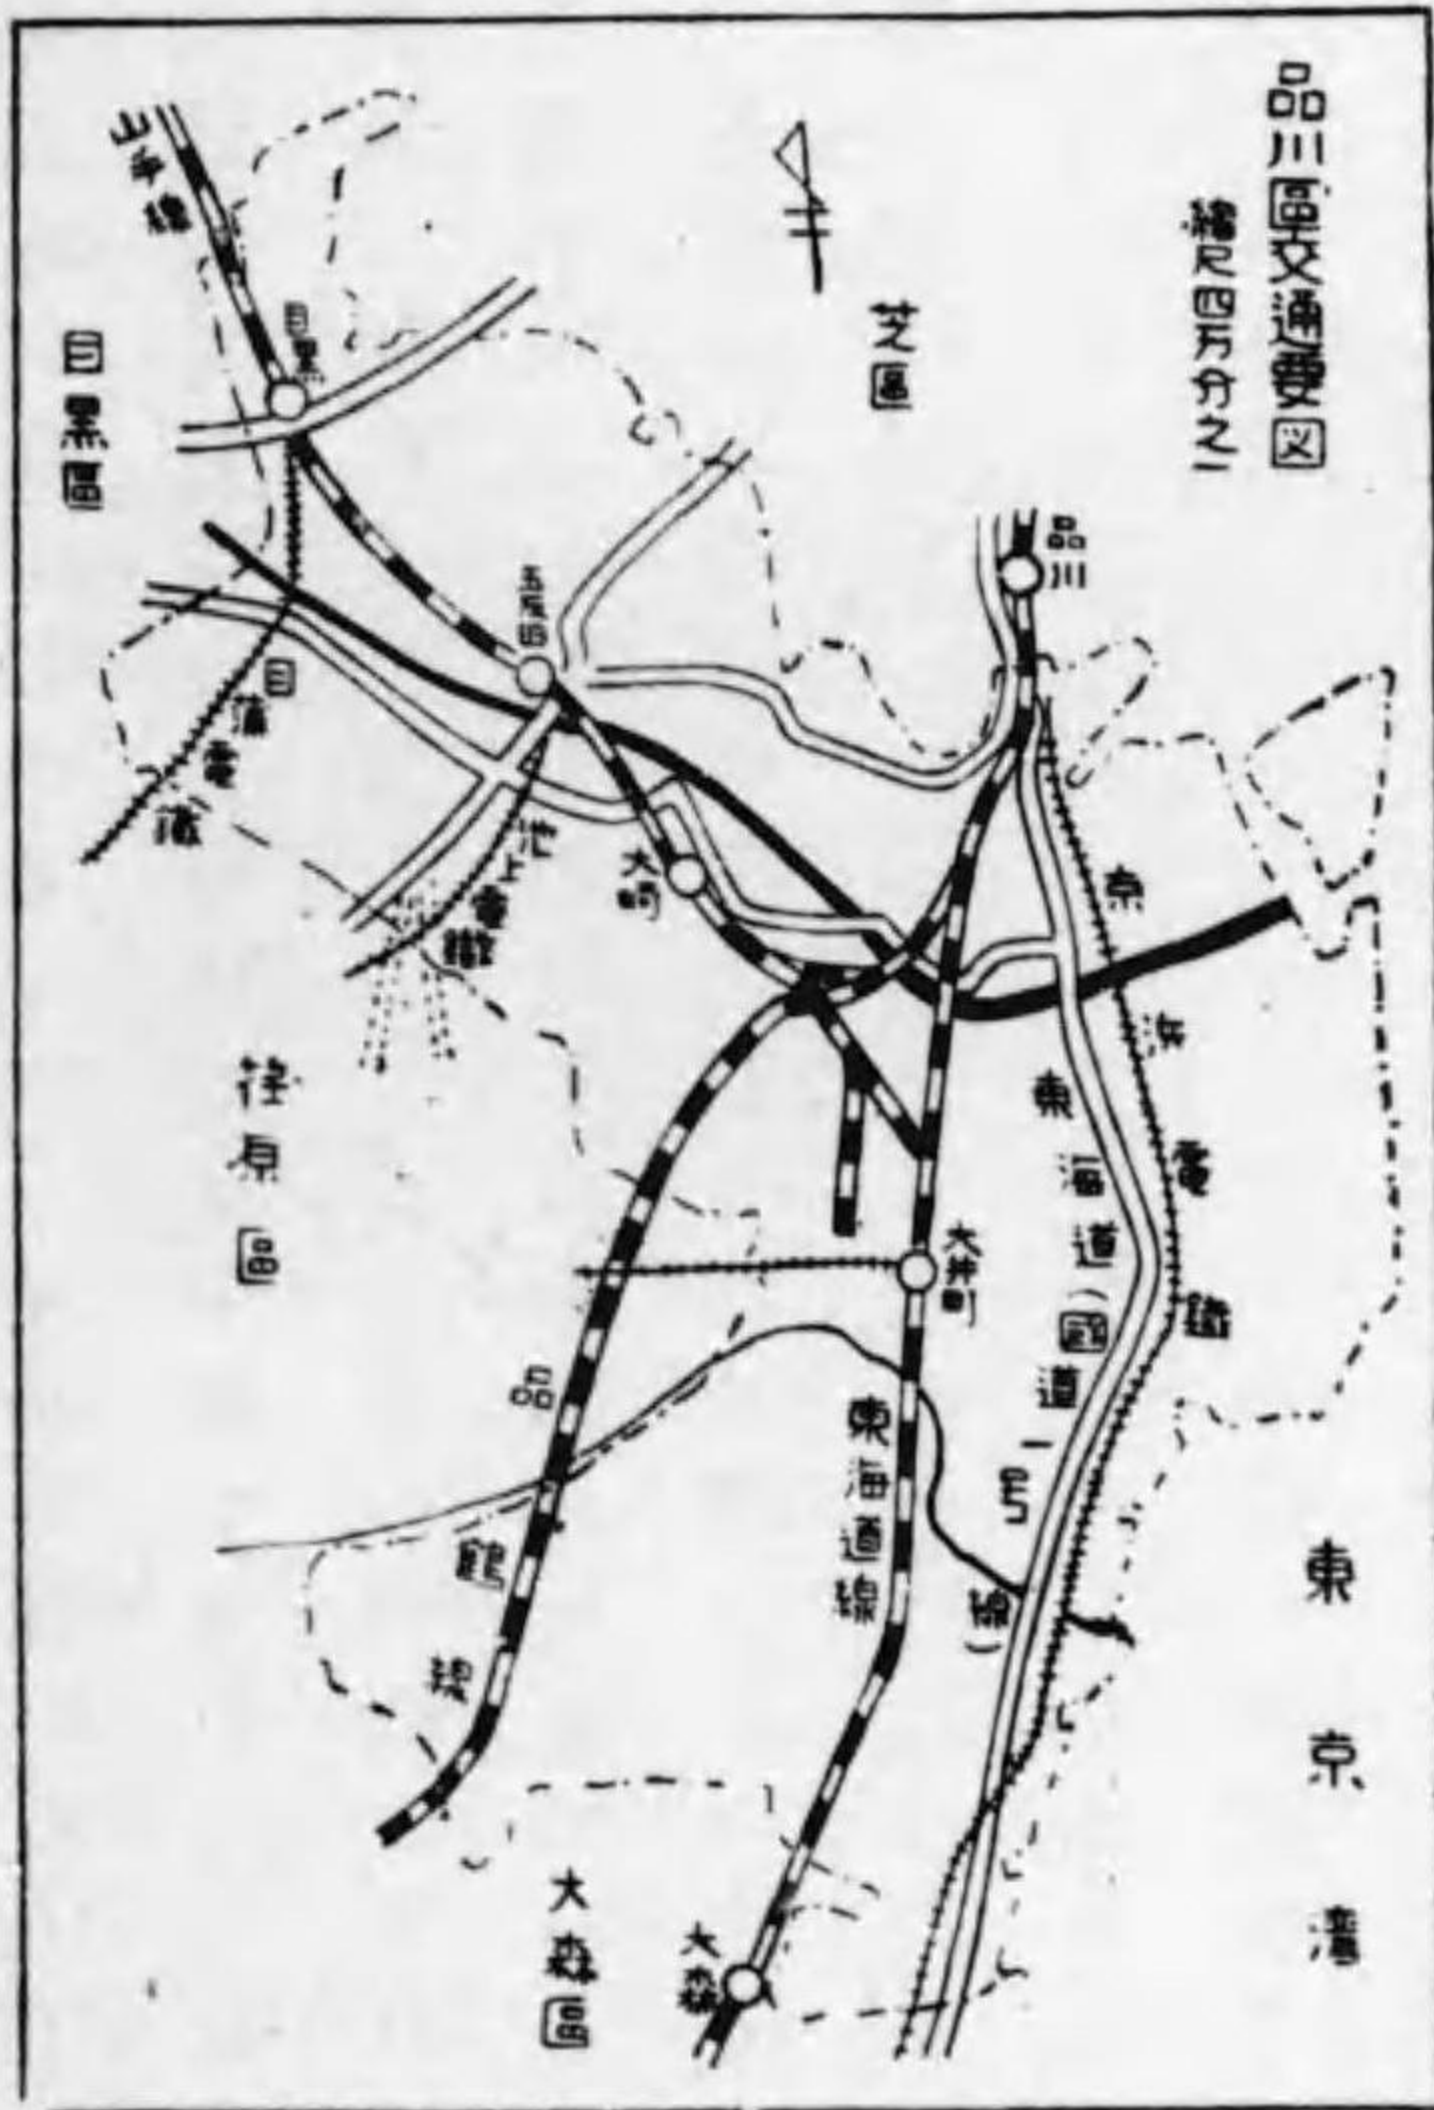 品川區交通要図
縮尺四万分之一
芝區
山手線
目黒
目黒區
品川
五反田
目蒲電鐵
池上電鐵
大崎
京浜電鐵
東海道(國道一号線)
荏原區
大井町
品鶴線
東海道線
東京湾
大森區
大森